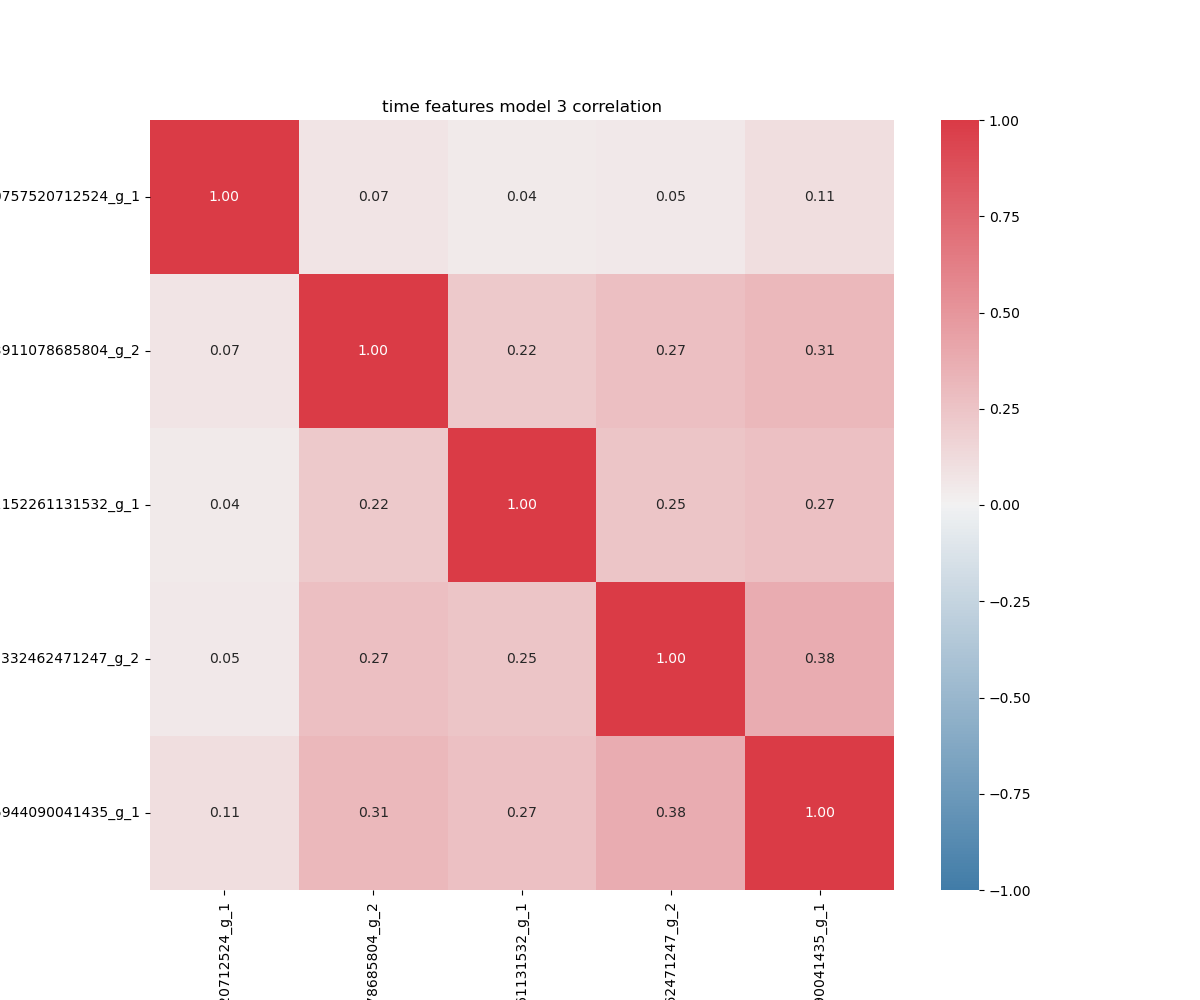 time features model 3 correlation
757520712524_g_1
1.00 0.07 0.04 0.05 0.11
911078685804_g_2
0.07 1.00 0.22 0.27 0.31
152261131532_g_1
0.04 0.22 1.00 0.25 0.27
332462471247_g_2
0.05 0.27 0.25 1.00 0.38
944090041435_g_1
0.11 0.31 0.27 0.38 1.00
20712524_g_1
78685804_g_2
1131532_g_1
2471247_g_2
90041435_g_1
1.00
0.75
0.50
0.25
0.00
−0.25
−0.50
−0.75
−1.00